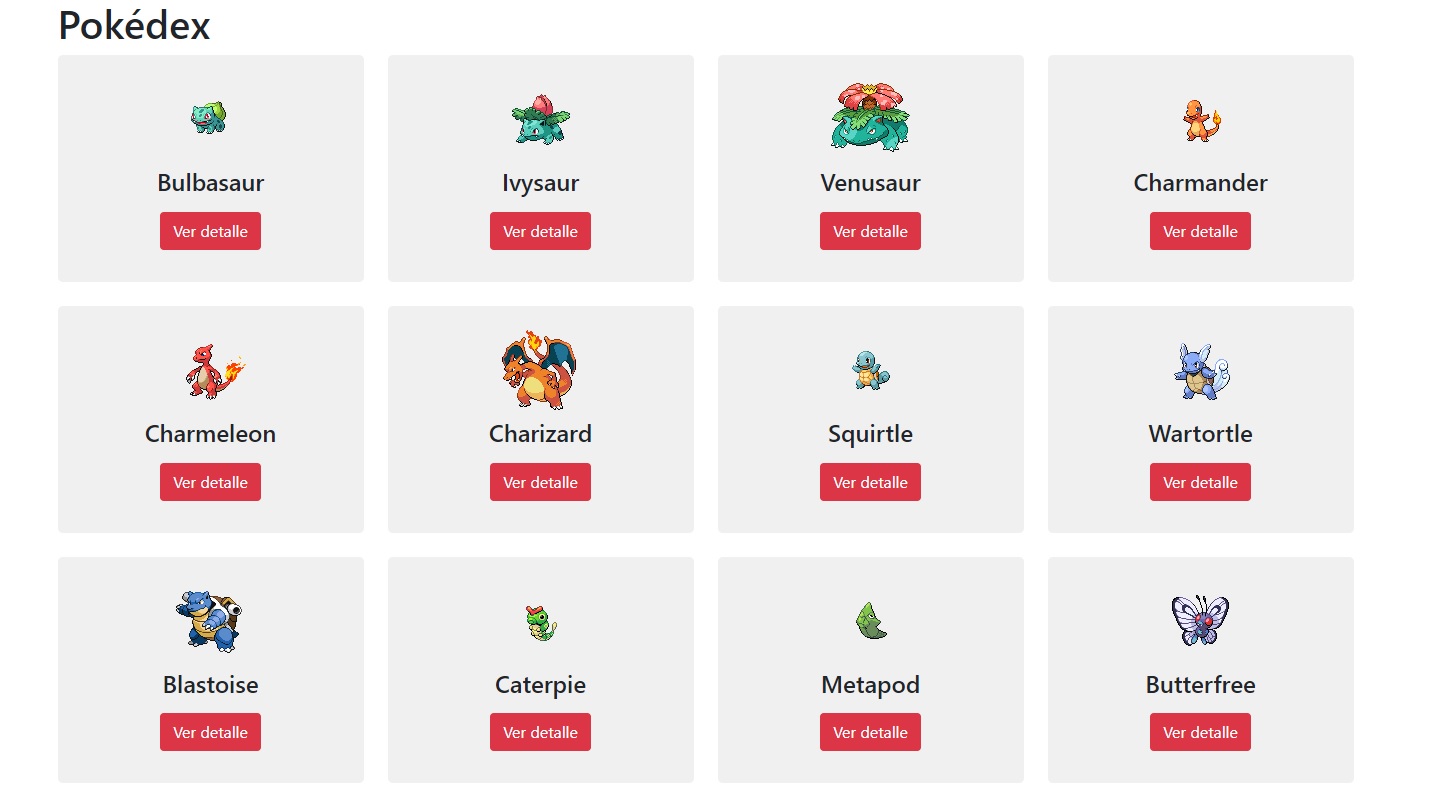 Pokédex
Bulbasaur
Ivysaur
Venusaur
Charmander
Ver detalle
Ver detalle
Ver detalle
Ver detalle
Charmeleon
Charizard
Squirtle
Wartortle
Ver detalle
Ver detalle
Ver detalle
Ver detalle
Blastoise
Caterpie
Metapod
Butterfree
Ver detalle
Ver detalle
Ver detalle
Ver detalle